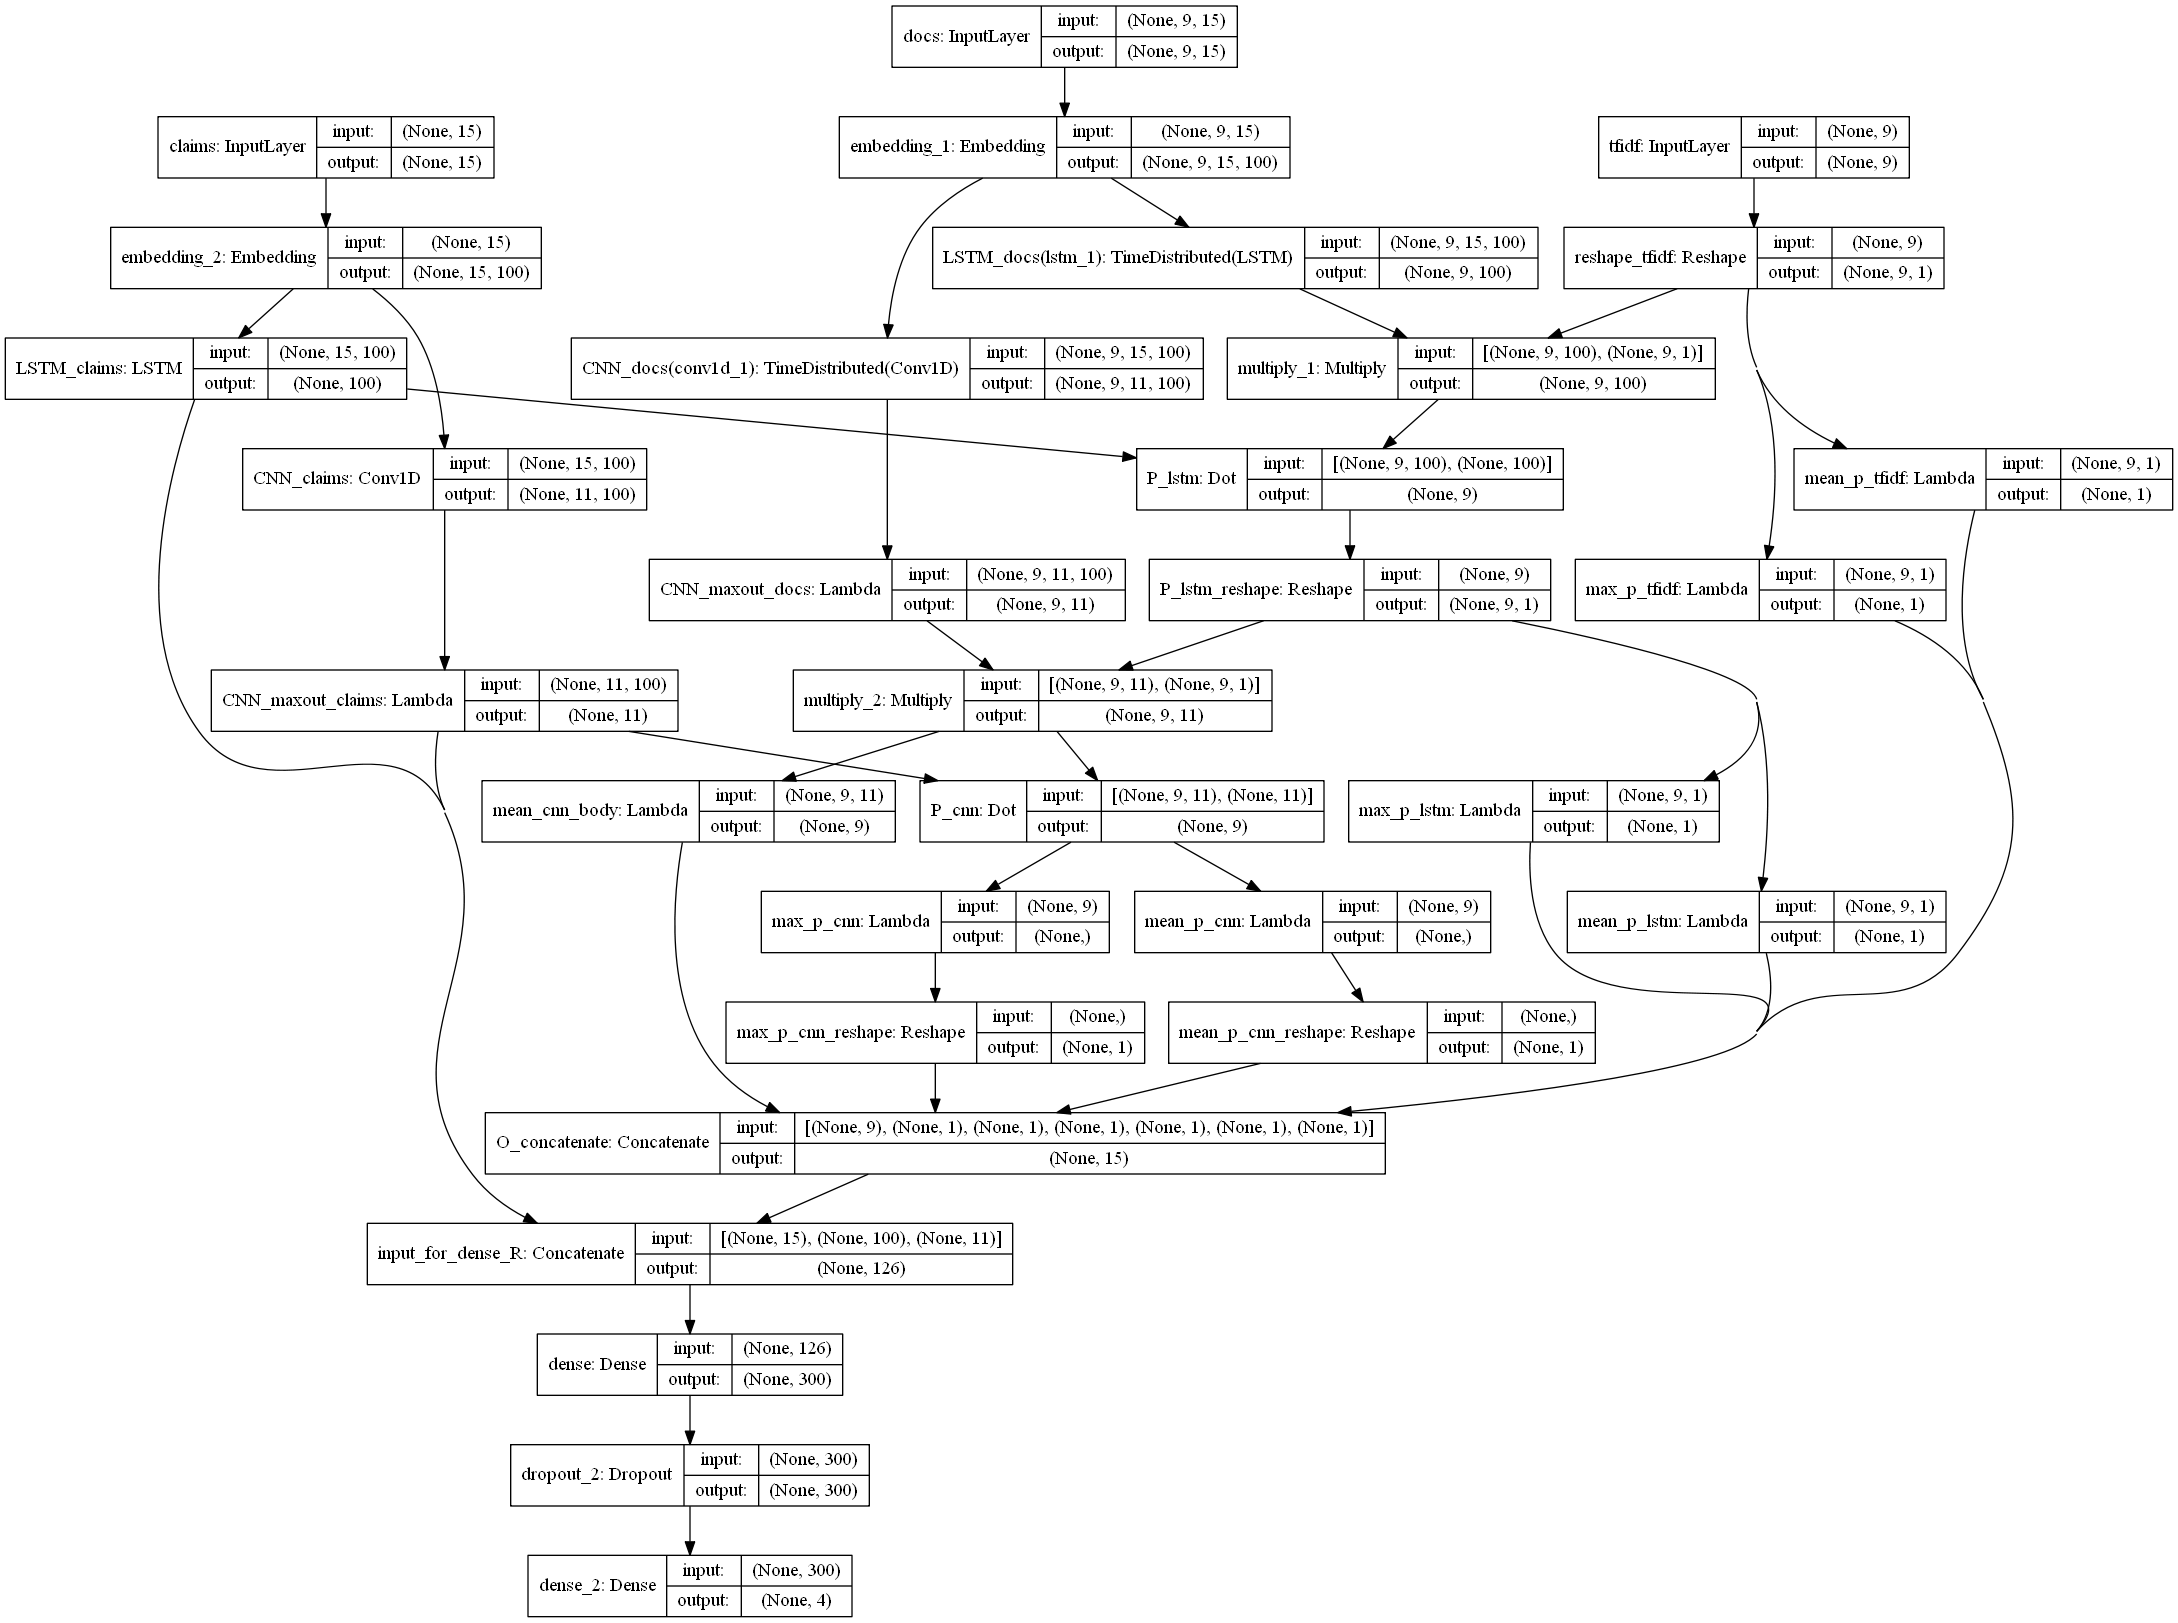 docs: InputLayer
input: (None, 9, 15)
output: (None, 9, 15)
claims: InputLayer
input: (None, 15)
output: (None, 15)
embedding_1: Embedding
input: (None, 9, 15)
output: (None, 9, 15, 100)
tfidf: InputLayer
input: (None, 9)
output: (None, 9)
embedding_2: Embedding
input: (None, 15)
output: (None, 15, 100)
LSTM_docs(lstm_1): TimeDistributed(LSTM)
input: (None, 9, 15, 100)
output: (None, 9, 100)
reshape_tfidf: Reshape
input: (None, 9)
output: (None, 9, 1)
LSTM_claims: LSTM
input: (None, 15, 100)
output: (None, 100)
CNN_docs(conv1d_1): TimeDistributed(Conv1D)
input: (None, 9, 15, 100)
output: (None, 9, 11, 100)
multiply_1: Multiply
input: [(None, 9, 100), (None, 9, 1)]
output: (None, 9, 100)
CNN_claims: Conv1D
input: (None, 15, 100)
output: (None, 11, 100)
P_lstm: Dot
input: [(None, 9, 100), (None, 100)]
output: (None, 9)
mean_p_tfidf: Lambda
input: (None, 9, 1)
output: (None, 1)
CNN_maxout_docs: Lambda
input: (None, 9, 11, 100)
output: (None, 9, 11)
P_lstm_reshape: Reshape
input: (None, 9)
output: (None, 9, 1)
max_p_tfidf: Lambda
input: (None, 9, 1)
output: (None, 1)
CNN_maxout_claims: Lambda
input: (None, 11, 100)
output: (None, 11)
multiply_2: Multiply
input: [(None, 9, 11), (None, 9, 1)]
output: (None, 9, 11)
mean_cnn_body: Lambda
input: (None, 9, 11)
output: (None, 9)
P_cnn: Dot
input: [(None, 9, 11), (None, 11)]
output: (None, 9)
max_p_lstm: Lambda
input: (None, 9, 1)
output: (None, 1)
max_p_cnn: Lambda
input: (None, 9)
output: (None,)
mean_p_cnn: Lambda
input: (None, 9)
output: (None,)
mean_p_lstm: Lambda
input: (None, 9, 1)
output: (None, 1)
max_p_cnn_reshape: Reshape
input: (None,)
output: (None, 1)
mean_p_cnn_reshape: Reshape
input: (None,)
output: (None, 1)
O_concatenate: Concatenate
input: [(None, 9), (None, 1), (None, 1), (None, 1), (None, 1), (None, 1), (None, 1)]
output: (None, 15)
input_for_dense_R: Concatenate
input: [(None, 15), (None, 100), (None, 11)]
output: (None, 126)
dense: Dense
input: (None, 126)
output: (None, 300)
dropout_2: Dropout
input: (None, 300)
output: (None, 300)
dense_2: Dense
input: (None, 300)
output: (None, 4)